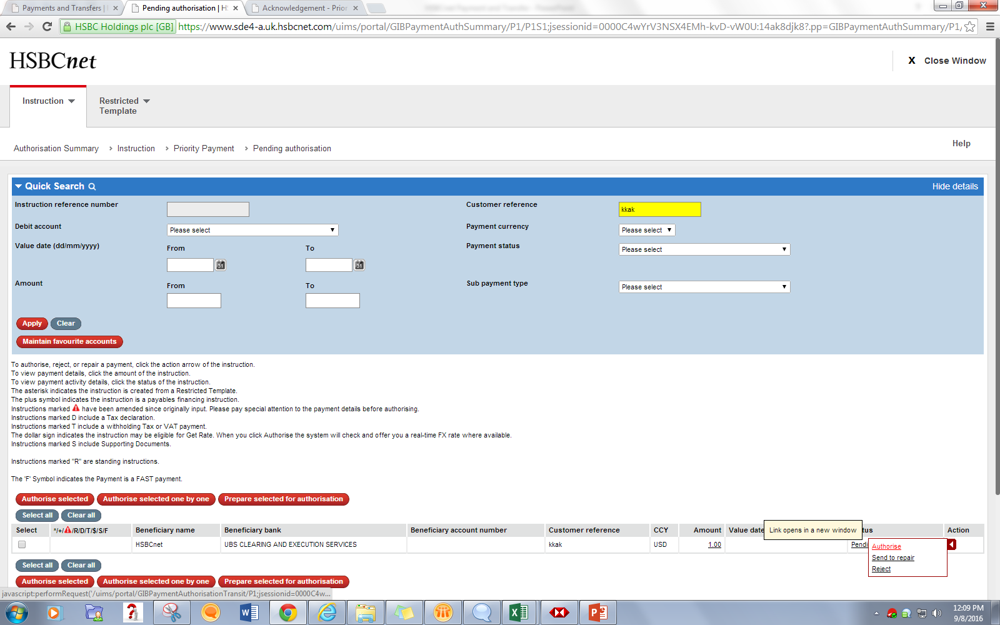 Payments and Transfers |
Pending authorisation | HS
Acknowledgement - Prior
HSBC Holdings plc [GB]
https://www.sde4-a.uk.hsbcnet.com/uims/portal/GIBPaymentAuthSummary/P1/P1S1;jsessionid=0000C4wYrV3NSX4EMh-kvD-vW0U:14ak8djk8?.pp=GIBPaymentAuthSummary/P1/
HSBCnet
X Close Window
Instruction
Restricted
Template
Authorisation Summary > Instruction > Priority Payment > Pending authorisation
Help
Quick Search
Hide details
Instruction reference number
Customer reference
kkak
Debit account
Please select
Payment currency
Please select
Value date (dd/mm/yyyy)
From
To
31
31
Payment status
Please select
Amount
From
To
Sub payment type
Please select
Apply
Clear
Maintain favourite accounts
To authorise, reject, or repair a payment, click the action arrow of the instruction.
To view payment details, click the amount of the instruction.
To view payment activity details, click the status of the instruction.
The asterisk indicates the instruction is created from a Restricted Template.
The plus symbol indicates the instruction is a payables financing instruction.
Instructions marked have been amended since originally input. Please pay special attention to the payment details before authorising.
Instructions marked D include a Tax declaration.
Instructions marked T include a withholding Tax or VAT payment.
The dollar sign indicates the instruction may be eligible for Get Rate. When you click Authorise the system will check and offer you a real-time FX rate where available.
Instructions marked S include Supporting Documents.
Instructions marked "R" are standing instructions.
The 'F' Symbol indicates the Payment is a FAST payment.
Authorise selected
Authorise selected one by one
Prepare selected for authorisation
Select all
Clear all
Select */+/ /R/D/T/$/S/F Beneficiary name Beneficiary bank Beneficiary account number Customer reference CCY Amount Value date tus Action
Link opens in a new window
HSBCnet UBS CLEARING AND EXECUTION SERVICES kkak USD 1.00 Pendi
Authorise
Send to repair
Reject
Select all
Clear all
Authorise selected
Authorise selected one by one
Prepare selected for authorisation
javascript:performRequest('/uims/portal/GIBPaymentAuthorisationTransit/P1;jsessionid=0000C4w...
12:09 PM
9/8/2016